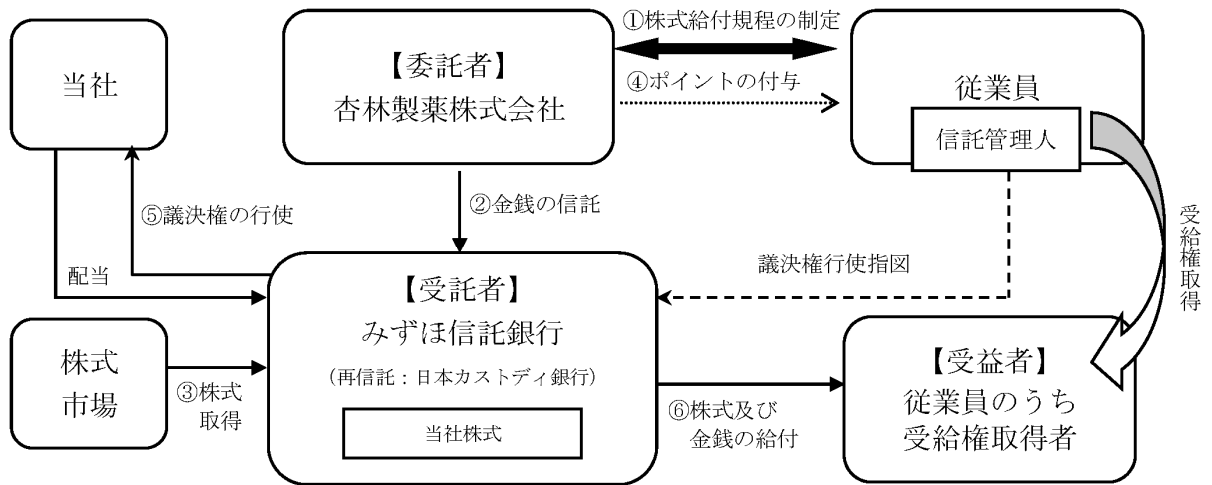 ①株式給付規程の制定
当社
【委託者】
杏林製薬株式会社
④ポイントの付与
従業員
信託管理人
⑤議決権の行使
②金銭の信託
受給権取得
配当
【受託者】
みずほ信託銀行
（再信託：日本カストディ銀行）
当社株式
議決権行使指図
株式
市場
③株式
取得
⑥株式及び
金銭の給付
【受益者】
従業員のうち
受給権取得者